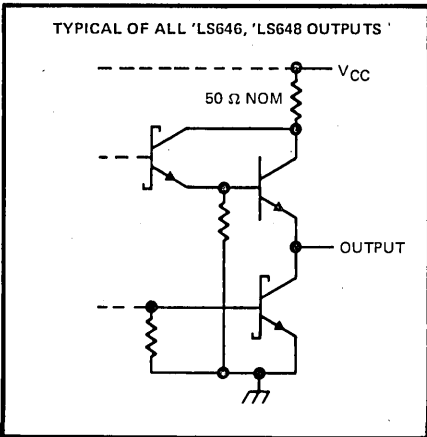 TYPICAL OF ALL 'LS646, 'LS648 OUTPUTS
VCC
50 Ω NOM
OUTPUT